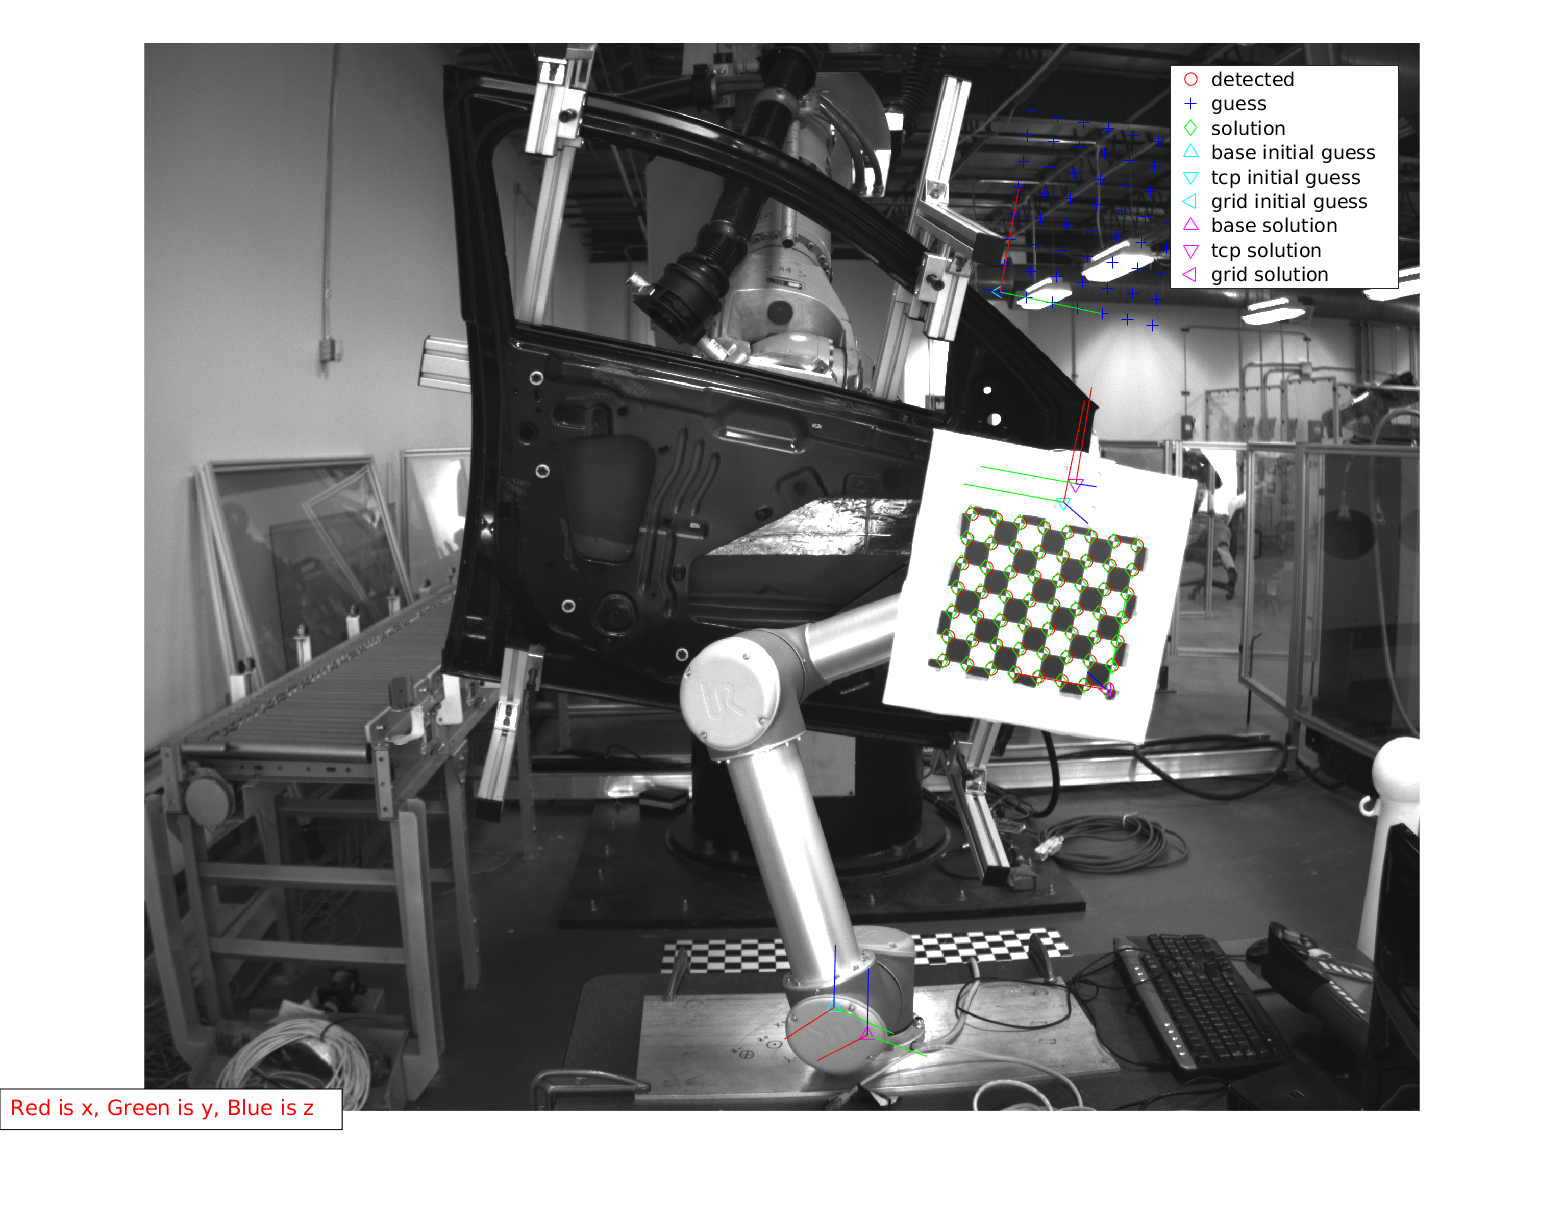 detected
guess
solution
base initial guess
tcp initial guess
grid initial guess
base solution
tcp solution
grid solution
UR
Red is x, Green is y, Blue is z